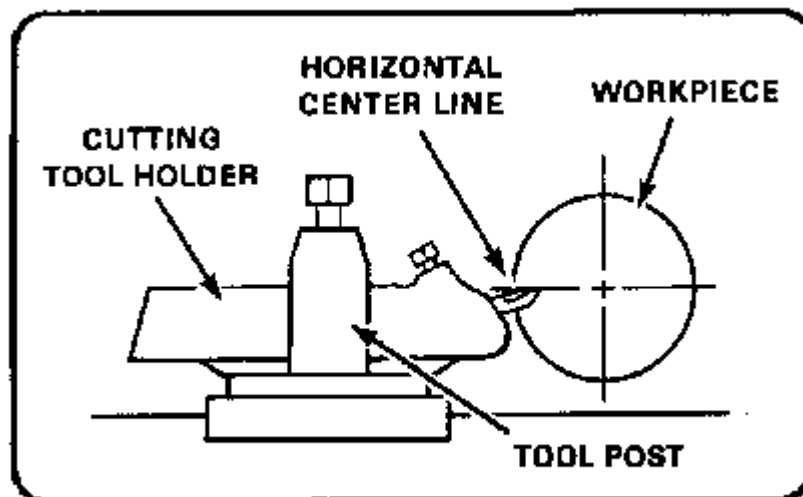 HORIZONTAL
CENTER LINE
WORKPIECE
CUTTING
TOOL HOLDER
TOOL POST